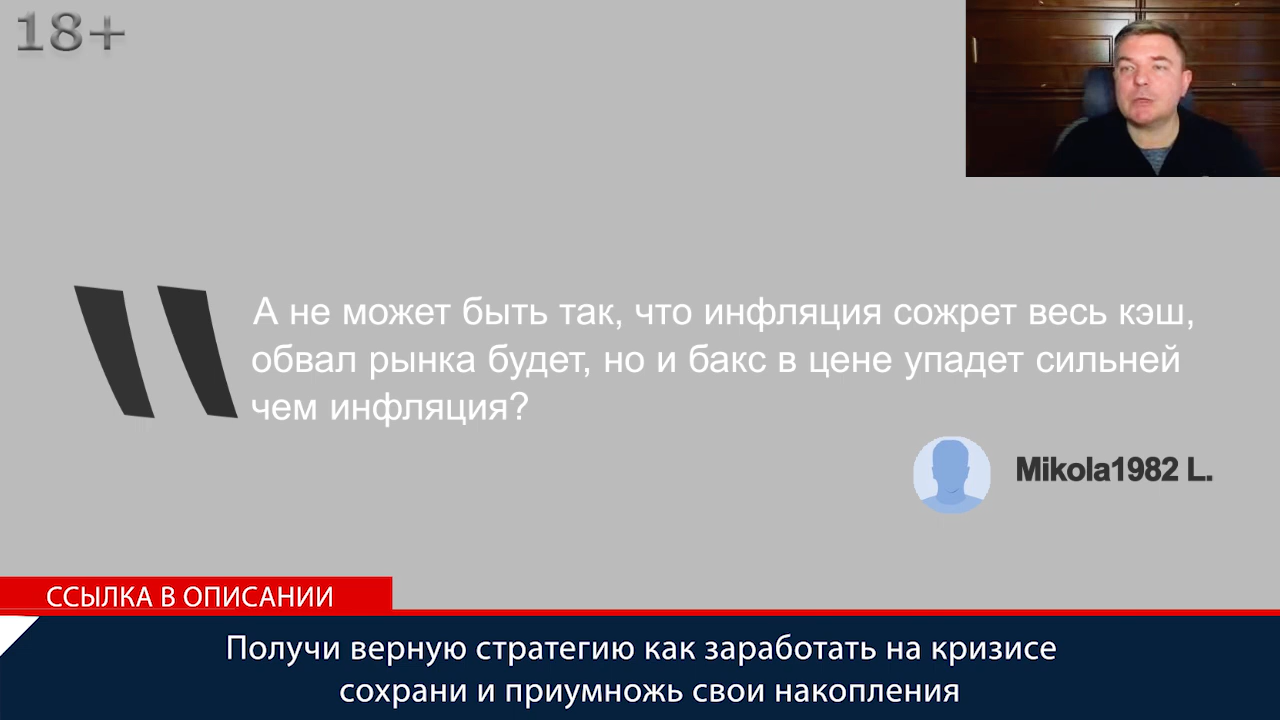 18+
А не может быть так, что инфляция сожрет весь кэш,
обвал рынка будет, но и бакс в цене упадет сильней
чем инфляция?
Mikola1982 L.
ССЫЛКА В ОПИСАНИИ
Получи верную стратегию как заработать на кризисе
сохрани и приумножь свои накопления